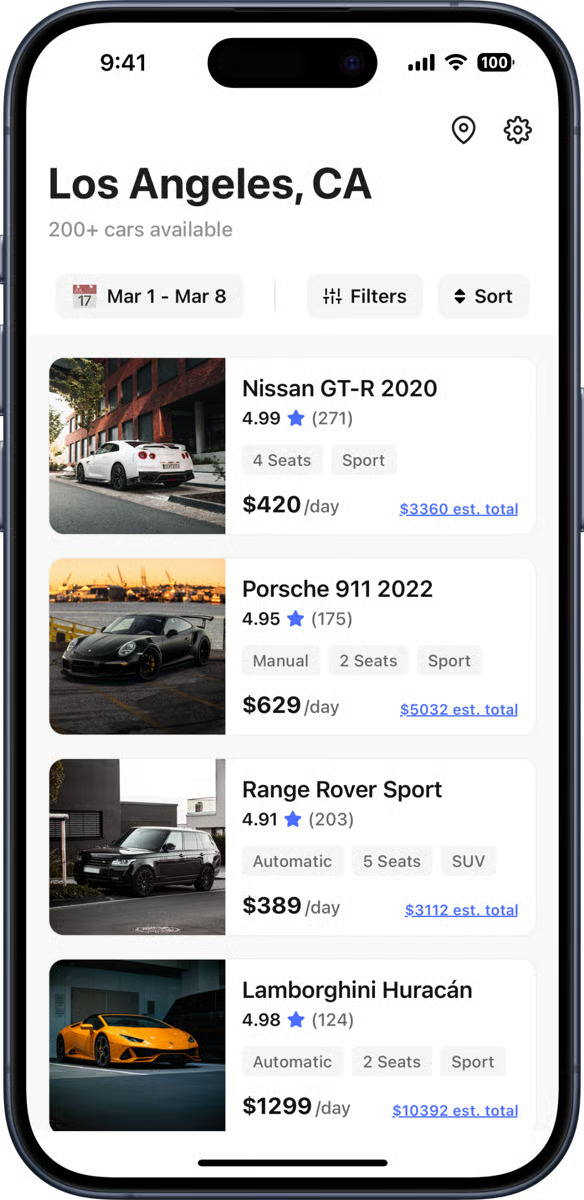 9:41
100
Los Angeles, CA
200+ cars available
17 Mar 1 - Mar 8
Filters
Sort
Nissan GT-R 2020
4.99 (271)
4 Seats Sport
$420 /day
$3360 est. total
Porsche 911 2022
4.95 (175)
Manual 2 Seats Sport
$629 /day
$5032 est. total
Range Rover Sport
4.91 (203)
Automatic 5 Seats SUV
$389 /day
$3112 est. total
Lamborghini Huracán
4.98 (124)
Automatic 2 Seats Sport
$1299 /day
$10392 est. total